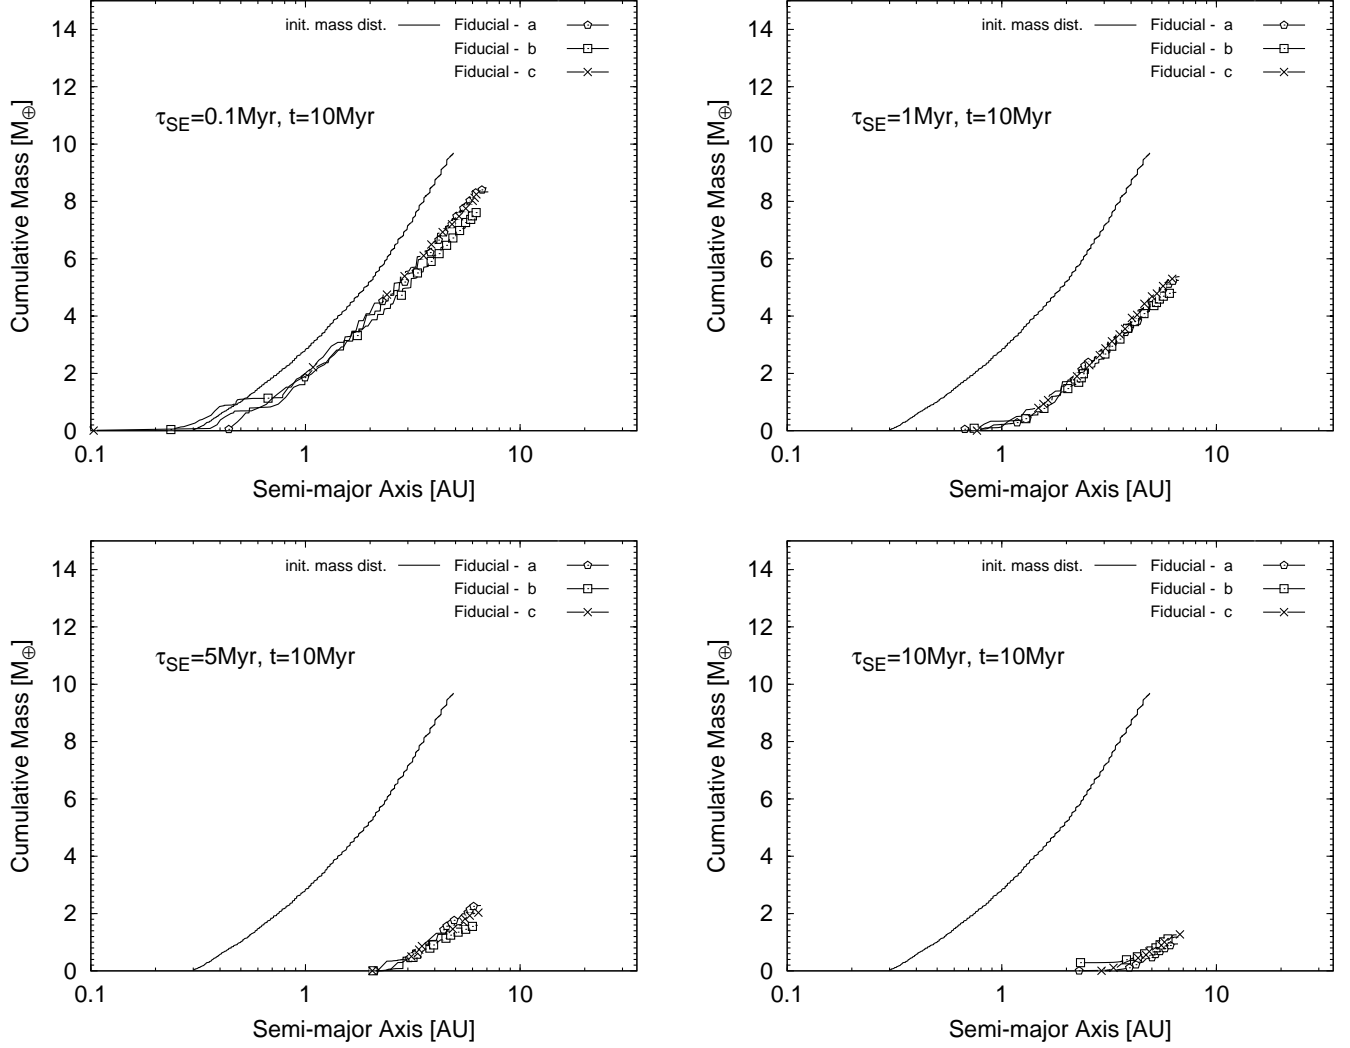 init. mass dist.
Fiducial - a
Fiducial - b
Fiducial - c
τSE=0.1Myr, t=10Myr
Cumulative Mass [M⊕]
14
12
10
8
6
4
2
0
0.1
1
10
Semi-major Axis [AU]
init. mass dist.
Fiducial - a
Fiducial - b
Fiducial - c
τSE=1Myr, t=10Myr
Cumulative Mass [M⊕]
14
12
10
8
6
4
2
0
0.1
1
10
Semi-major Axis [AU]
init. mass dist.
Fiducial - a
Fiducial - b
Fiducial - c
τSE=5Myr, t=10Myr
Cumulative Mass [M⊕]
14
12
10
8
6
4
2
0
0.1
1
10
Semi-major Axis [AU]
init. mass dist.
Fiducial - a
Fiducial - b
Fiducial - c
τSE=10Myr, t=10Myr
Cumulative Mass [M⊕]
14
12
10
8
6
4
2
0
0.1
1
10
Semi-major Axis [AU]